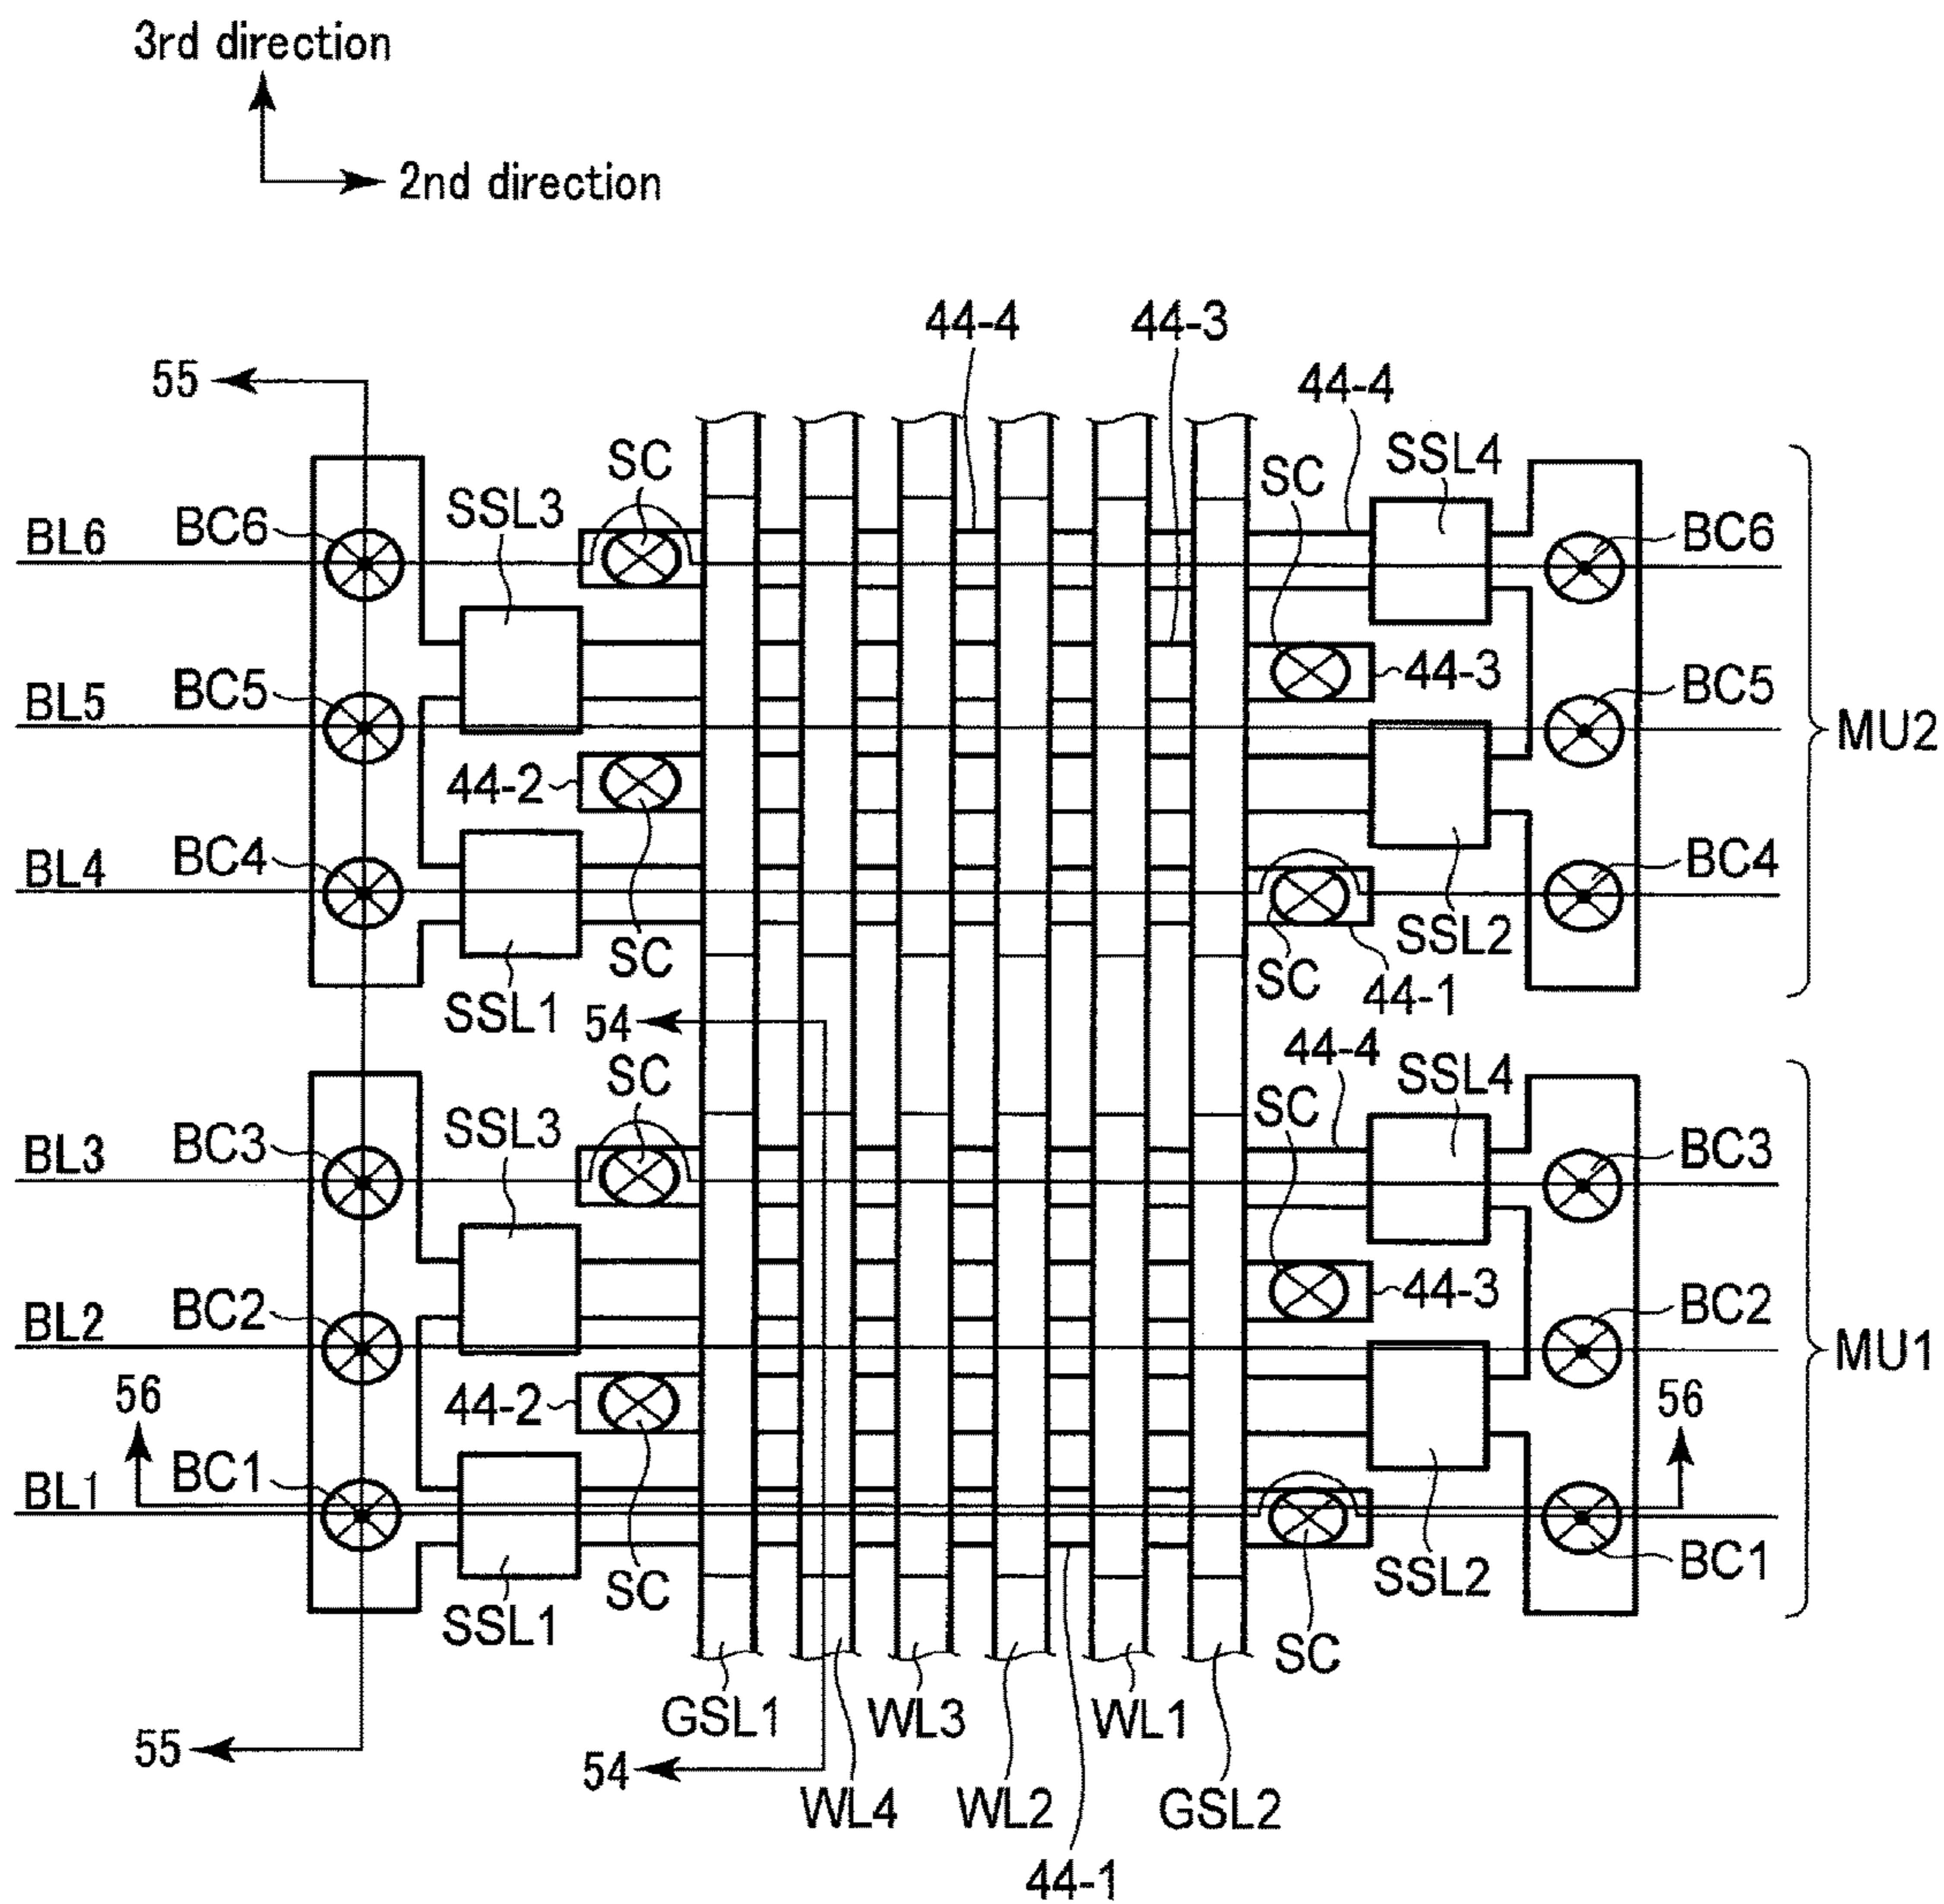 3rd direction
2nd direction
44-4 44-3
55 44-4
SC SSL4
SSL3 SC
BL6 BC6 BC6
BL5 BC5 44-3 BC5
MU2
44-2
BL4 BC4 BC4
SC SSL2
SSL1 SC 44-1
54 44-4
SC SSL4
SSL3 SC
BL3 BC3 BC3
BL2 BC2 44-3 BC2
MU1
56 44-2 56
BL1 BC1
SC SSL2 BC1
SSL1 SC
GSL1 WL3 WL1
55 54
WL4 WL2 GSL2
44-1